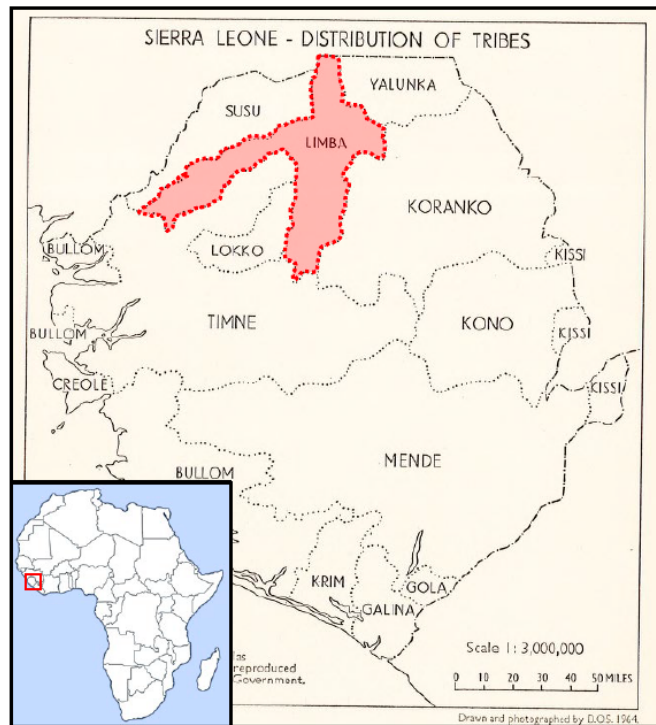 SIERRA LEONE - DISTRIBUTION OF TRIBES
YALUNKA
SUSU
LIMBA
KORANKO
BULLOM
LOKKO
KISSI
TIMNE
KONO
BULLOM
KISSI
CREOLE
KISSI
MENDE
BULLOM
KRIM
GOLA
GALINA
Scale 1: 3,000,000
las
reproduced
Government.
10 0 10 20 30 40 50 MILES
Drawn and photographed by D.O.S. 1964.